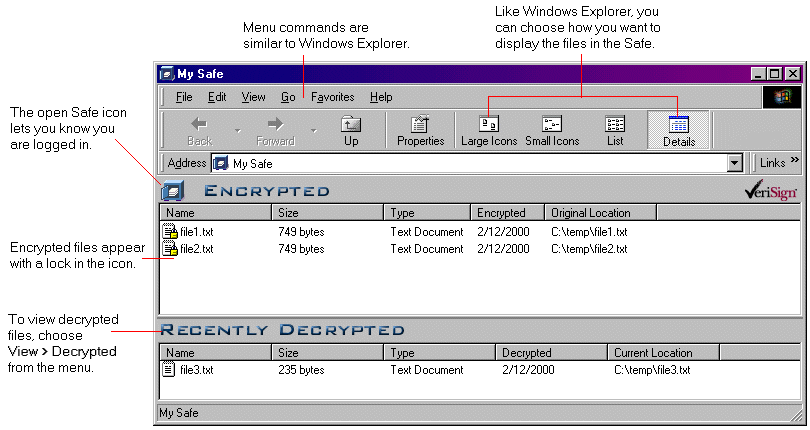 Menu commands are
similar to Windows Explorer.
Like Windows Explorer, you
can choose how you want to
display the files in the Safe.
The open Safe icon
lets you know you
are logged in.
Encrypted files appear
with a lock in the icon.
To view decrypted
files, choose
View > Decrypted
from the menu.
My Safe
File Edit View Go Favorites Help
Back Forward Up Properties Large Icons Small Icons List Details
Address My Safe Links »
ENCRYPTED VeriSign
Name Size Type Encrypted Original Location
file1.txt 749 bytes Text Document 2/12/2000 C:\temp\file1.txt
file2.txt 749 bytes Text Document 2/12/2000 C:\temp\file2.txt
RECENTLY DECRYPTED
Name Size Type Decrypted Current Location
file3.txt 235 bytes Text Document 2/12/2000 C:\temp\file3.txt
My Safe